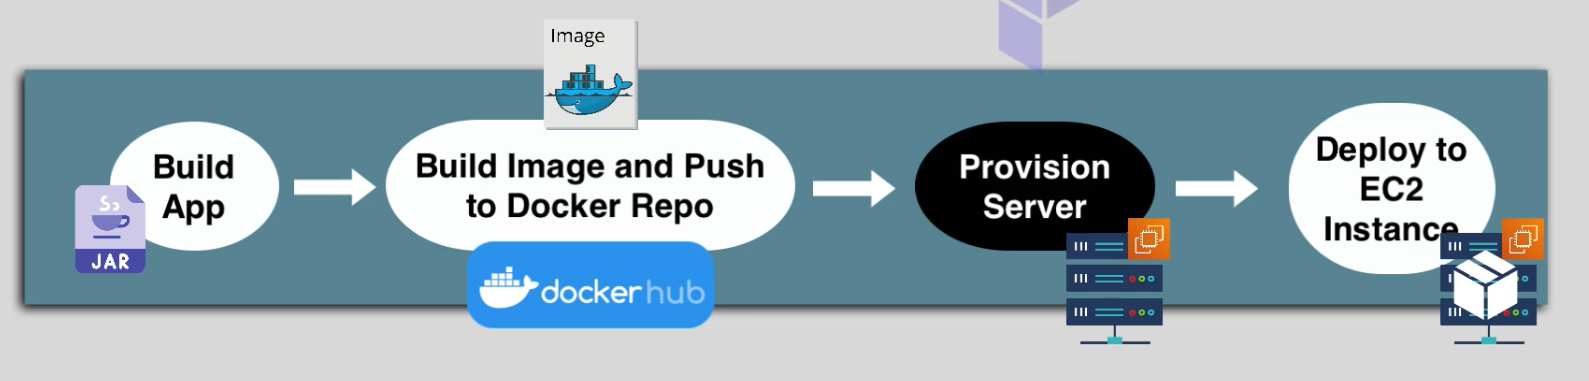 Image
Build
App
JAR
Build Image and Push
to Docker Repo
dockerhub
Provision
Server
Deploy to
EC2
Instance